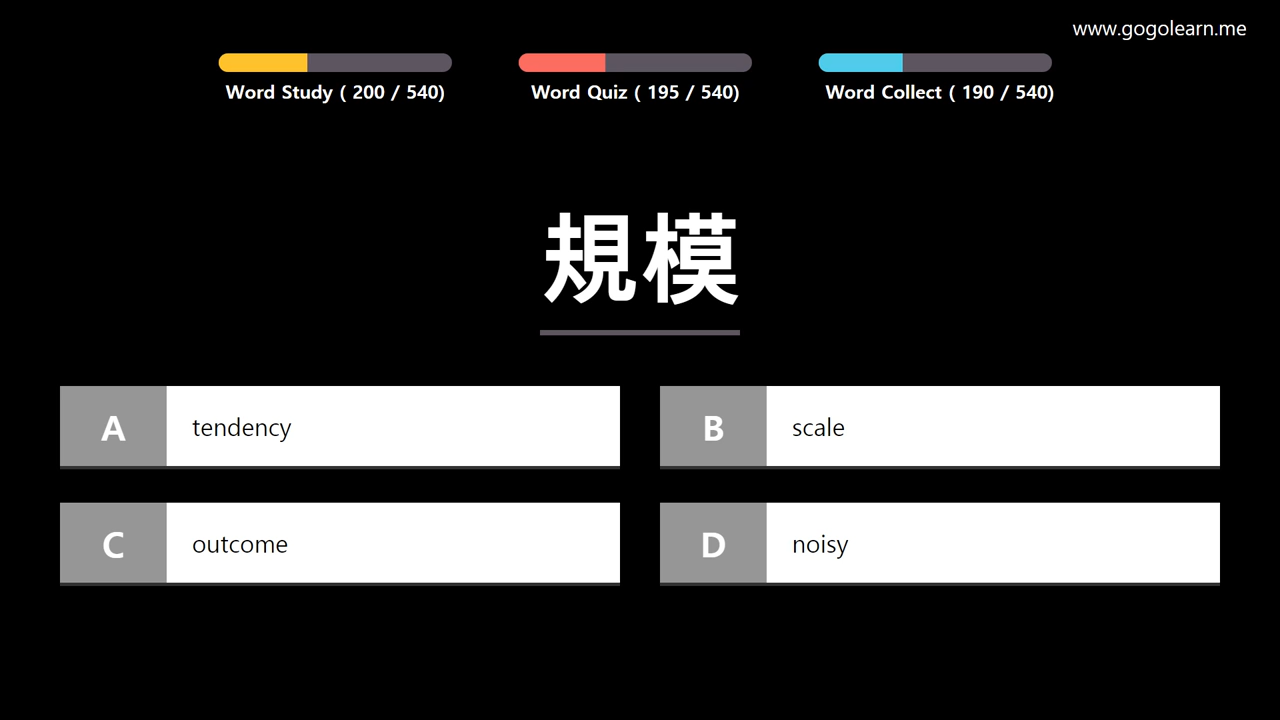 www.gogolearn.me
Word Study ( 200 / 540)
Word Quiz ( 195 / 540)
Word Collect ( 190 / 540)
規模
A tendency
B scale
C outcome
D noisy